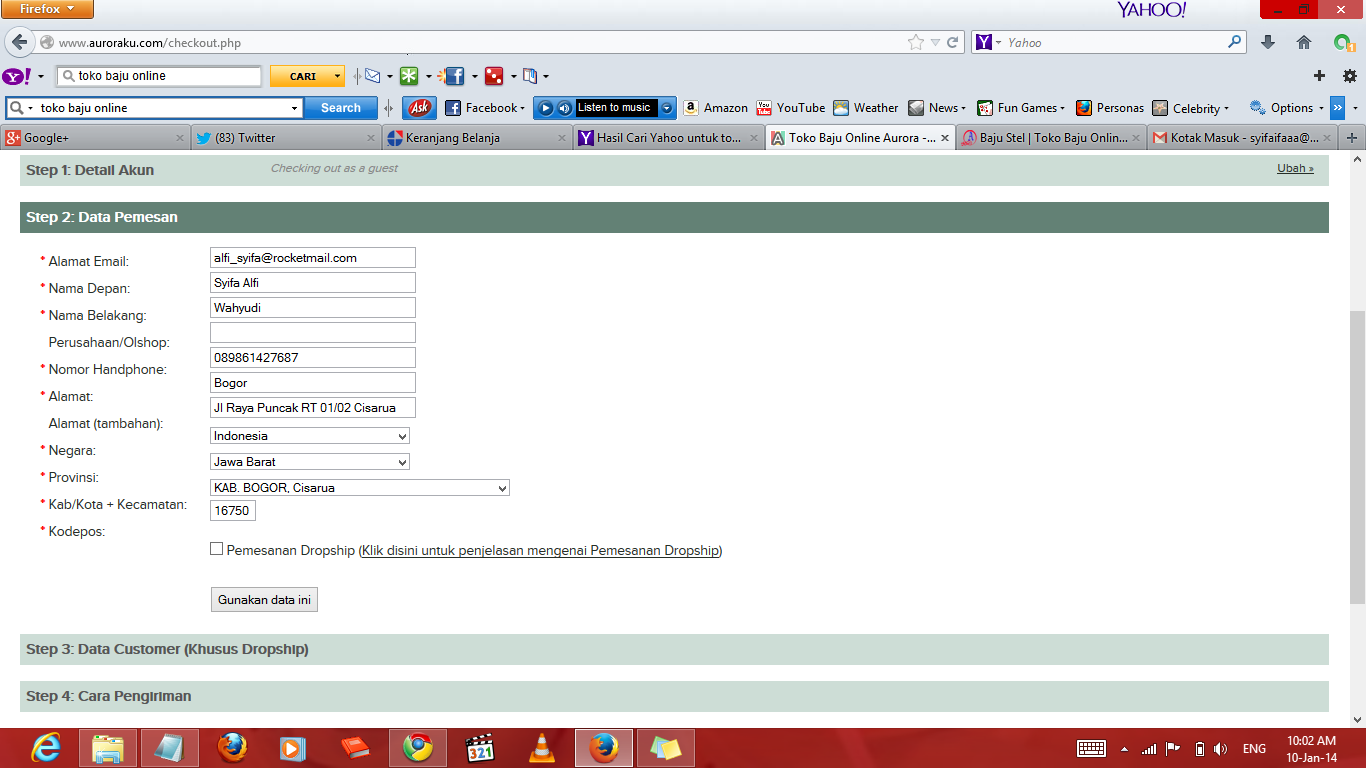 Firefox
YAHOO!
www.auroraku.com/checkout.php
Yahoo
Y! toko baju online CARI
toko baju online Search Ask Facebook Listen to music Amazon YouTube Weather News Fun Games Personas Celebrity Options »
Google+ (83) Twitter Keranjang Belanja Hasil Cari Yahoo untuk to... Toko Baju Online Aurora -... Baju Stel | Toko Baju Onlin... Kotak Masuk - syifaifaaa@...
Step 1: Detail Akun Checking out as a guest Ubah »
Step 2: Data Pemesan
* Alamat Email: alfi_syifa@rocketmail.com
* Nama Depan: Syifa Alfi
* Nama Belakang: Wahyudi
Perusahaan/Olshop:
* Nomor Handphone: 089861427687
* Alamat: Bogor
Alamat (tambahan): Jl Raya Puncak RT 01/02 Cisarua
* Negara: Indonesia
* Provinsi: Jawa Barat
* Kab/Kota + Kecamatan: KAB. BOGOR, Cisarua
* Kodepos: 16750
Pemesanan Dropship (Klik disini untuk penjelasan mengenai Pemesanan Dropship)
Gunakan data ini
Step 3: Data Customer (Khusus Dropship)
Step 4: Cara Pengiriman
321
ENG
10:02 AM
10-Jan-14